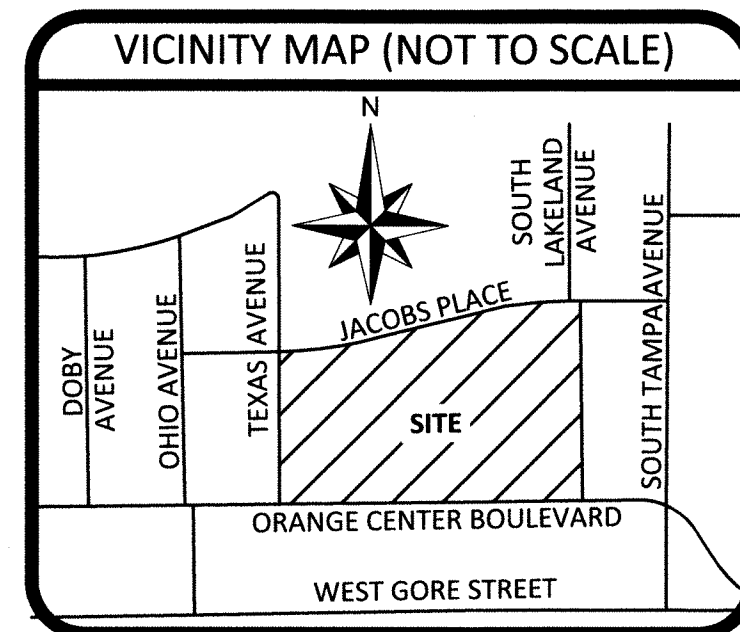 VICINITY MAP (NOT TO SCALE)
N
SOUTH
LAKELAND
AVENUE
JACOBS PLACE
DOBY
AVENUE
OHIO AVENUE
TEXAS AVENUE
SITE
SOUTH TAMPA AVENUE
ORANGE CENTER BOULEVARD
WEST GORE STREET